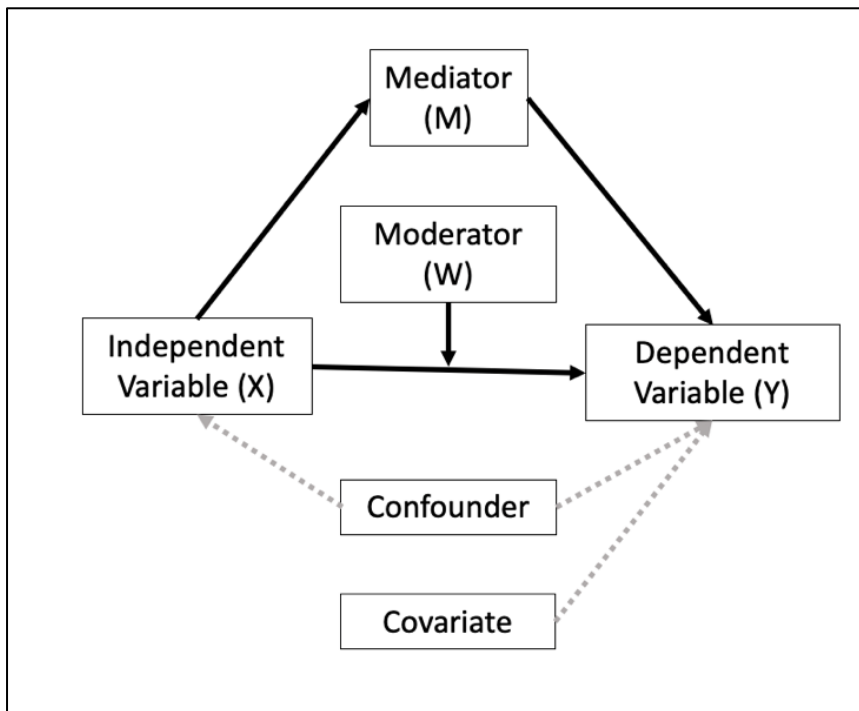 Mediator
(M)
Moderator
(W)
Independent
Variable (X)
Dependent
Variable (Y)
Confounder
Covariate